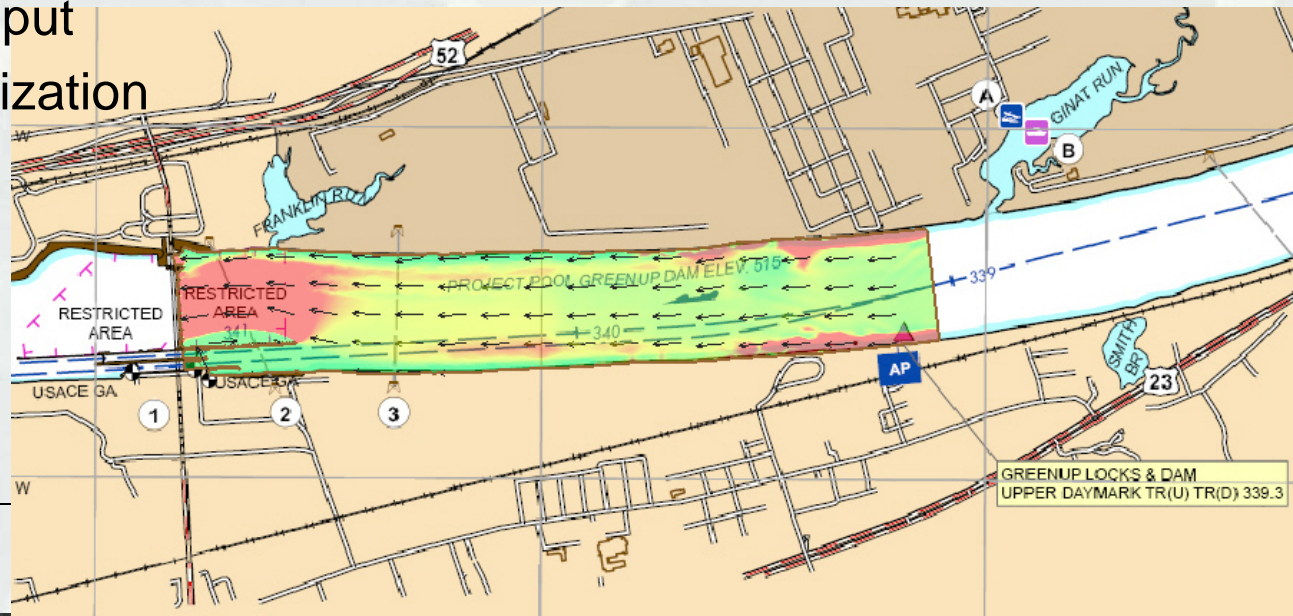 put
ization
52
A
GINAT RUN
B
W
FRANKLIN RUN
339
PROJECT POOL GREENUP DAM ELEV. 515
RESTRICTED
AREA
341
RESTRICTED
AREA
340
SMITH
BR
AP
23
USACE GA
USACE GA
1
2
3
GREENUP LOCKS & DAM
UPPER DAYMARK TR(U) TR(D) 339.3
W